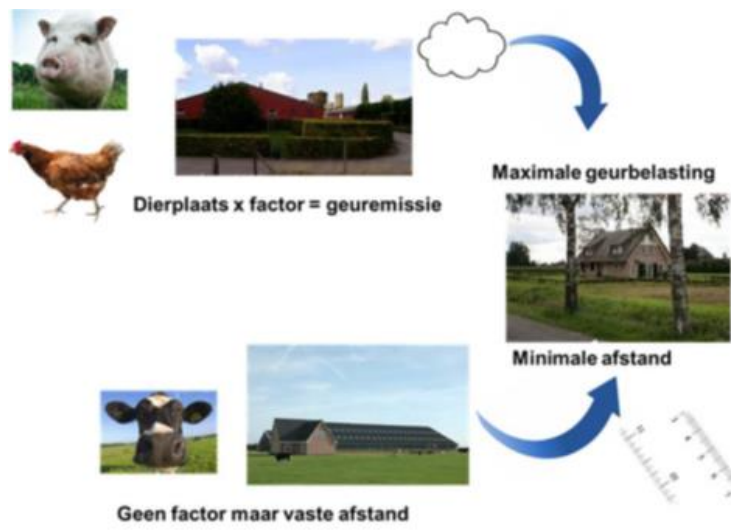 Maximale geurbelasting
Dierplaats x factor = geuremissie
Minimale afstand
Geen factor maar vaste afstand